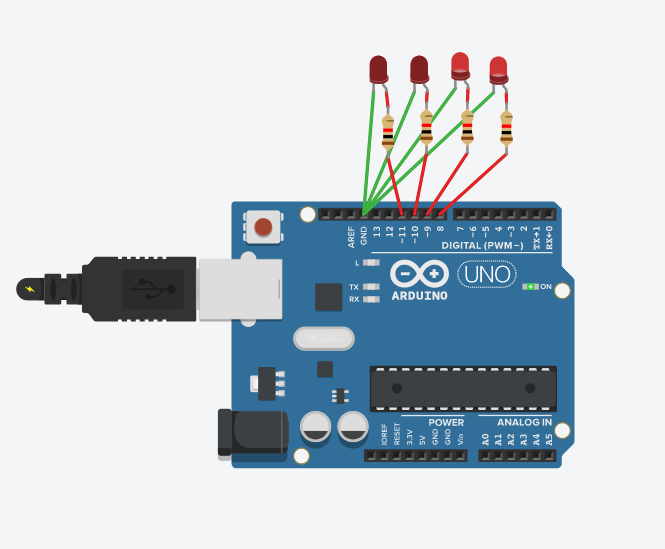 AREF
GND
13
12
~11
~10
~9
8
7
~6
~5
4
~3
2
TX→1
RX←0
DIGITAL (PWM~)
L
TX
RX
ARDUINO
UNO
ON
POWER
ANALOG IN
IOREF
RESET
3.3V
5V
GND
GND
Vin
A0
A1
A2
A3
A4
A5